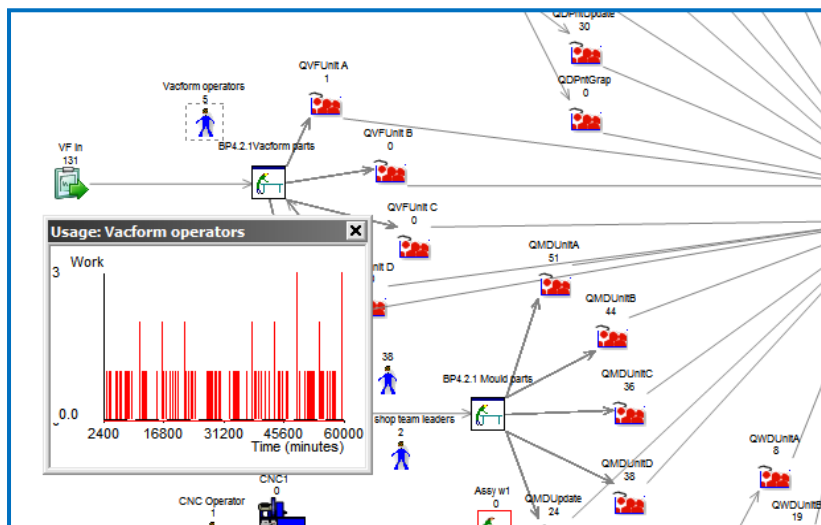 QDPntUpdate
30
QDPntGrap
0
Vacform operators
5
QVFUnit A
1
VF In
131
BP4.2.1Vacform parts
QVFUnit B
0
QVFUnit C
0
Usage: Vacform operators
Work
3
0.0
2400 16800 31200 45600 60000
Time (minutes)
nit D
38
shop team leaders
2
QMDUnitA
51
QMDUnitB
44
BP4.2.1 Mould parts
QMDUnitC
36
QMDUnitD
38
QMDUpdate
24
Assy w1
0
QWDUnitA
8
QWDUnitB
19
CNC1
0
CNC Operator
1